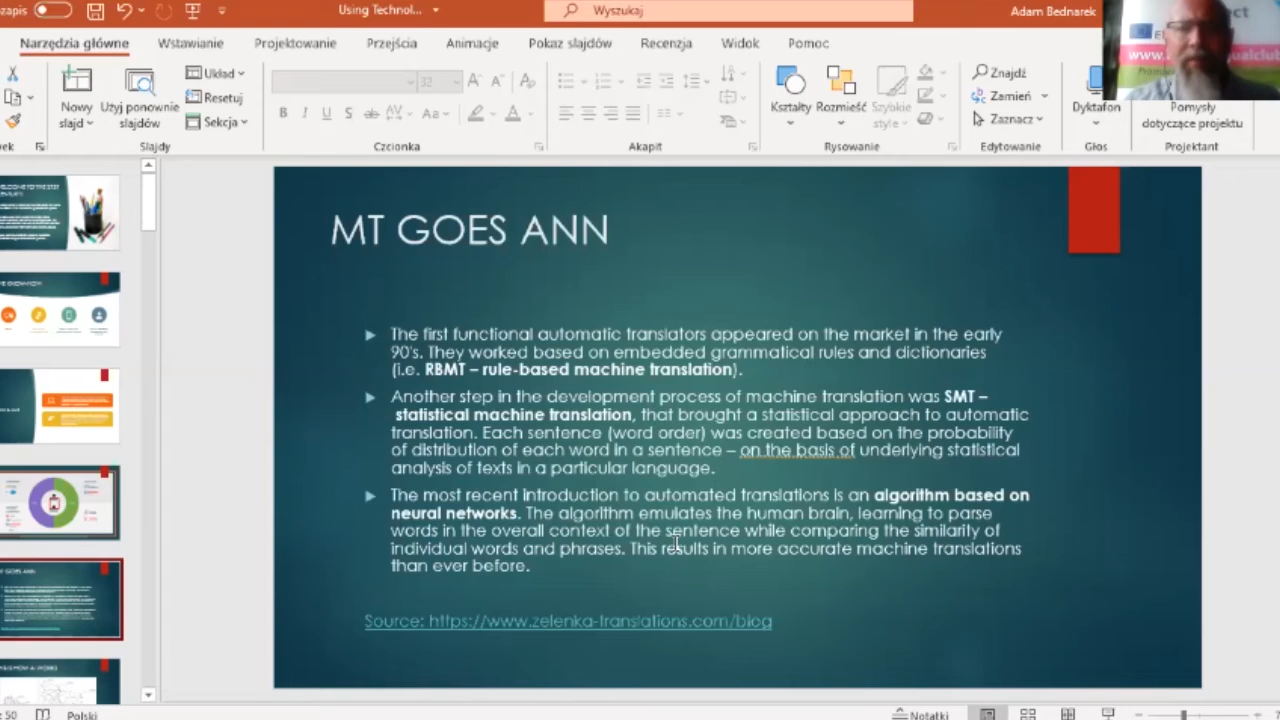 zapis
Using Technol...
Wyszukaj
Adam Bednarek
Narzędzia główne
Wstawianie
Projektowanie
Przejścia
Animacje
Pokaz slajdów
Recenzja
Widok
Pomoc
Nowy
slajd
Użyj ponownie
slajdów
Układ
Resetuj
Sekcja
32
B I U S ab AV Aa
Kształty
Rozmieść
Szybkie
style
Znajdź
Zamień
Zaznacz
Dyktafon
Pomysły
dotyczące projektu
Slajdy
Czcionka
Akapit
Rysowanie
Edytowanie
Głos
Projektant
MT GOES ANN
The first functional automatic translators appeared on the market in the early
90's. They worked based on embedded grammatical rules and dictionaries
(i.e. RBMT – rule-based machine translation).
Another step in the development process of machine translation was SMT –
statistical machine translation, that brought a statistical approach to automatic
translation. Each sentence (word order) was created based on the probability
of distribution of each word in a sentence – on the basis of underlying statistical
analysis of texts in a particular language.
The most recent introduction to automated translations is an algorithm based on
neural networks. The algorithm emulates the human brain, learning to parse
words in the overall context of the sentence while comparing the similarity of
individual words and phrases. This results in more accurate machine translations
than ever before.
Source: https://www.zelenka-translations.com/blog
50
Polski
Notatki